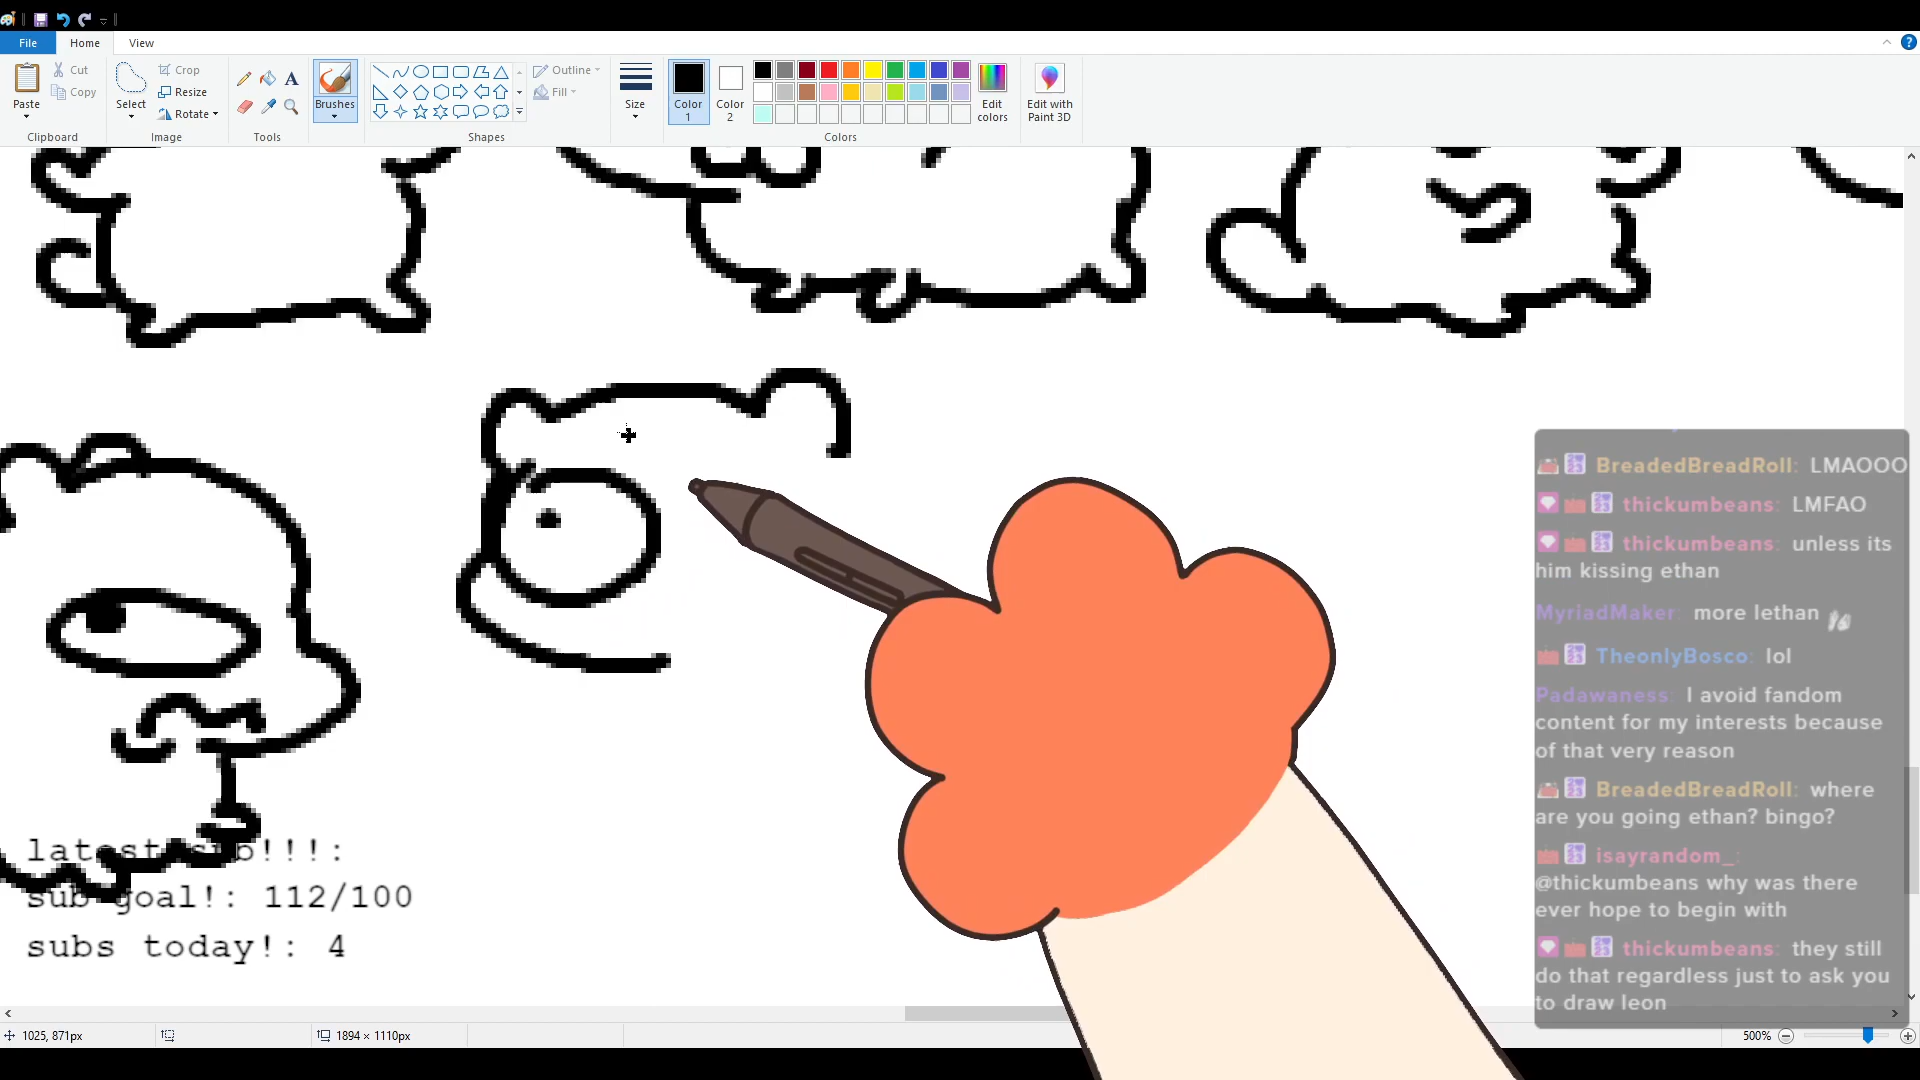 File
Home
View
Paste
Cut
Copy
Clipboard
Select
Crop
Resize
Rotate
Image
A
Tools
Brushes
Outline
Fill
Shapes
Size
Color
1
Color
2
Edit
colors
Colors
Edit with
Paint 3D
BreadedBreadRoll: LMAOOO
thickumbeans: LMFAO
thickumbeans: unless its
him kissing ethan
MyriadMaker: more lethan
TheonlyBosco: lol
Padawaness: I avoid fandom
content for my interests because
of that very reason
BreadedBreadRoll: where
are you going ethan? bingo?
isayrandom_:
@thickumbeans why was there
ever hope to begin with
thickumbeans: they still
do that regardless just to ask you
to draw leon
latest sub!!!:
sub goal!: 112/100
subs today!: 4
1025, 871px
1894 × 1110px
500%